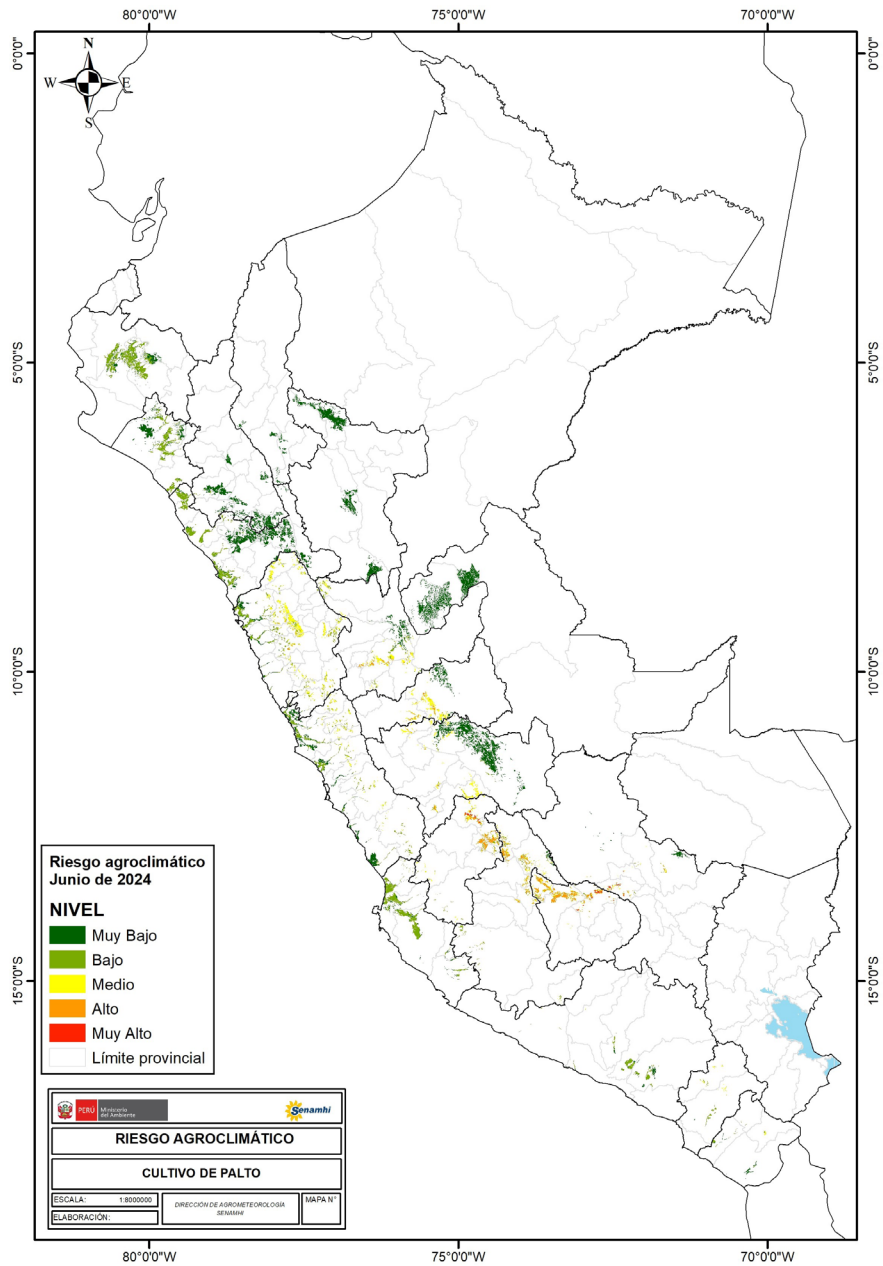 80°0'0"W
75°0'0"W
70°0'0"W
0°0'0"
0°0'0"
N
W
E
S
5°0'0"S
5°0'0"S
10°0'0"S
10°0'0"S
15°0'0"S
15°0'0"S
Riesgo agroclimático
Junio de 2024
NIVEL
Muy Bajo
Bajo
Medio
Alto
Muy Alto
Límite provincial
PERÚ
Ministerio
del Ambiente
Senamhi
RIESGO AGROCLIMÁTICO
CULTIVO DE PALTO
ESCALA: 1:8000000
ELABORACIÓN:
DIRECCIÓN DE AGROMETEOROLOGÍA
SENAMHI
MAPA N°
80°0'0"W
75°0'0"W
70°0'0"W